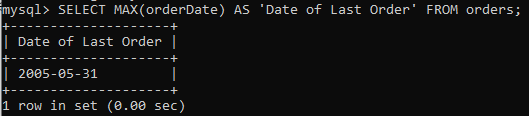 mysql> SELECT MAX(orderDate) AS 'Date of Last Order' FROM orders;
+--------------------+
| Date of Last Order |
+--------------------+
| 2005-05-31         |
+--------------------+
1 row in set (0.00 sec)